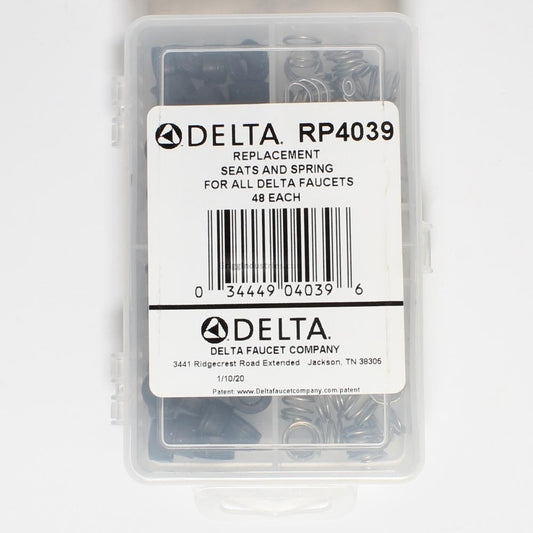 DELTA. RP4039
REPLACEMENT
SEATS AND SPRING
FOR ALL DELTA FAUCETS
48 EACH
0 34449 04039 6
DELTA.
DELTA FAUCET COMPANY
3441 Ridgecrest Road Extended Jackson, TN 38305
1/10/20
Patent: www.Deltafaucetcompany.com/patent